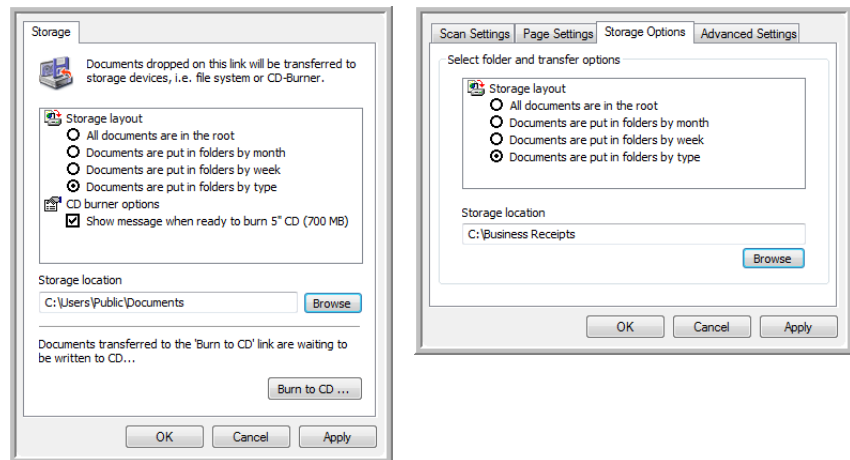 Storage
Documents dropped on this link will be transferred to
storage devices, i.e. file system or CD-Burner.
Storage layout
All documents are in the root
Documents are put in folders by month
Documents are put in folders by week
Documents are put in folders by type
CD burner options
Show message when ready to burn 5" CD (700 MB)
Storage location
C:\Users\Public\Documents
Browse
Documents transferred to the 'Burn to CD' link are waiting to
be written to CD...
Burn to CD ...
OK Cancel Apply
Scan Settings Page Settings Storage Options Advanced Settings
Select folder and transfer options
Storage layout
All documents are in the root
Documents are put in folders by month
Documents are put in folders by week
Documents are put in folders by type
Storage location
C:\Business Receipts
Browse
OK Cancel Apply